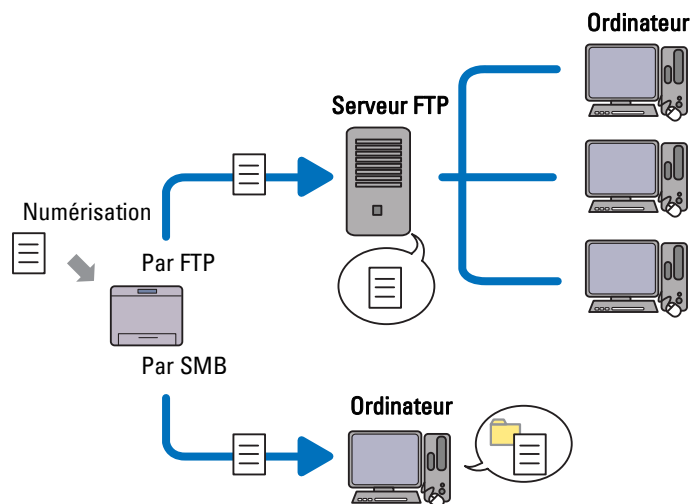 Ordinateur
Serveur FTP
Numérisation
Par FTP
Par SMB
Ordinateur